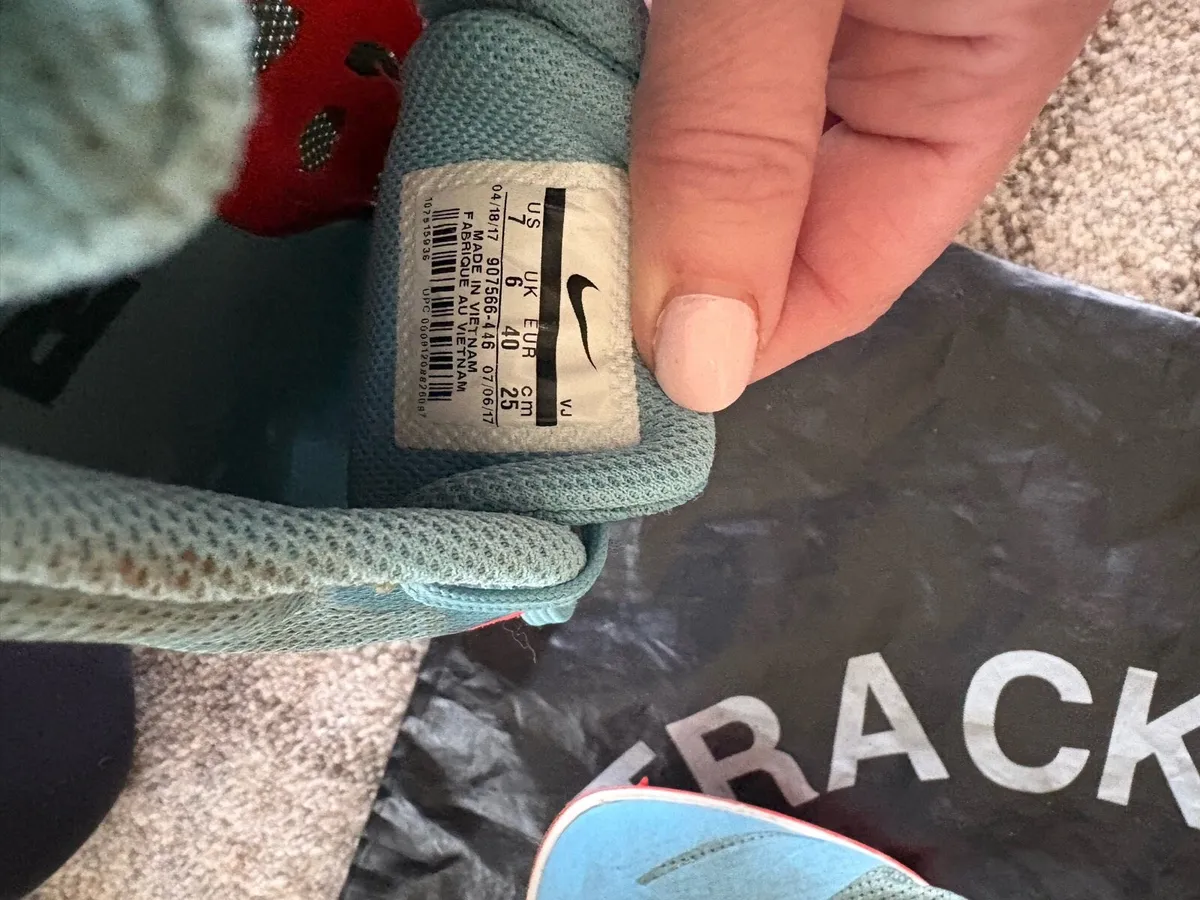 VJ
US UK EUR cm
7 6 40 25
04/18/17 907566-446 07/06/17
MADE IN VIETNAM
FABRIQUE AU VIETNAM
107815936
RACK